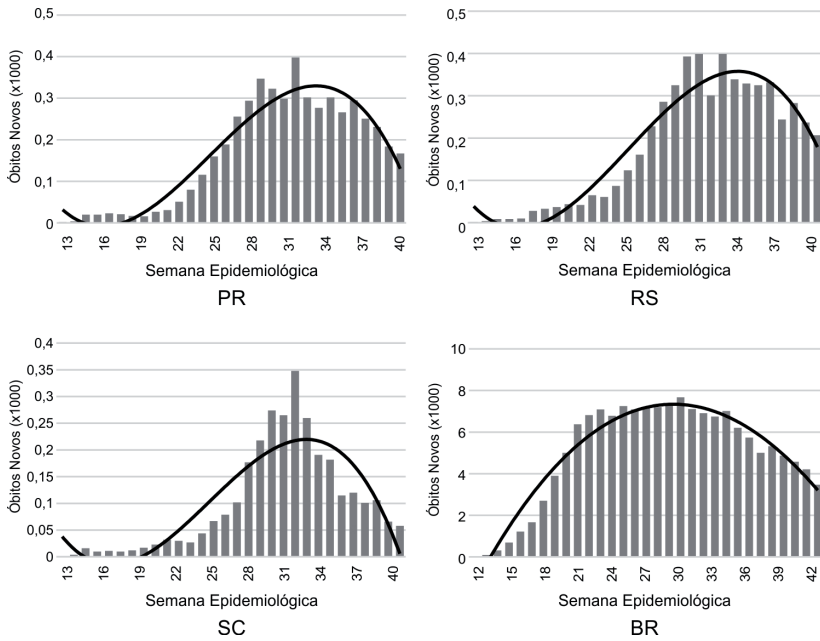 Óbitos Novos (x1000)
0,5
0,4
0,3
0,2
0,1
0
13 16 19 22 25 28 31 34 37 40
Semana Epidemiológica
PR
Óbitos Novos (x1000)
0,5
0,4
0,3
0,2
0,1
0
13 16 19 22 25 28 31 34 37 40
Semana Epidemiológica
RS
Óbitos Novos (x1000)
0,4
0,35
0,3
0,25
0,2
0,15
0,1
0,05
0
13 16 19 22 25 28 31 34 37 40
Semana Epidemiológica
SC
Óbitos Novos (x1000)
10
8
6
4
2
0
12 15 18 21 24 27 30 33 36 39 42
Semana Epidemiológica
BR